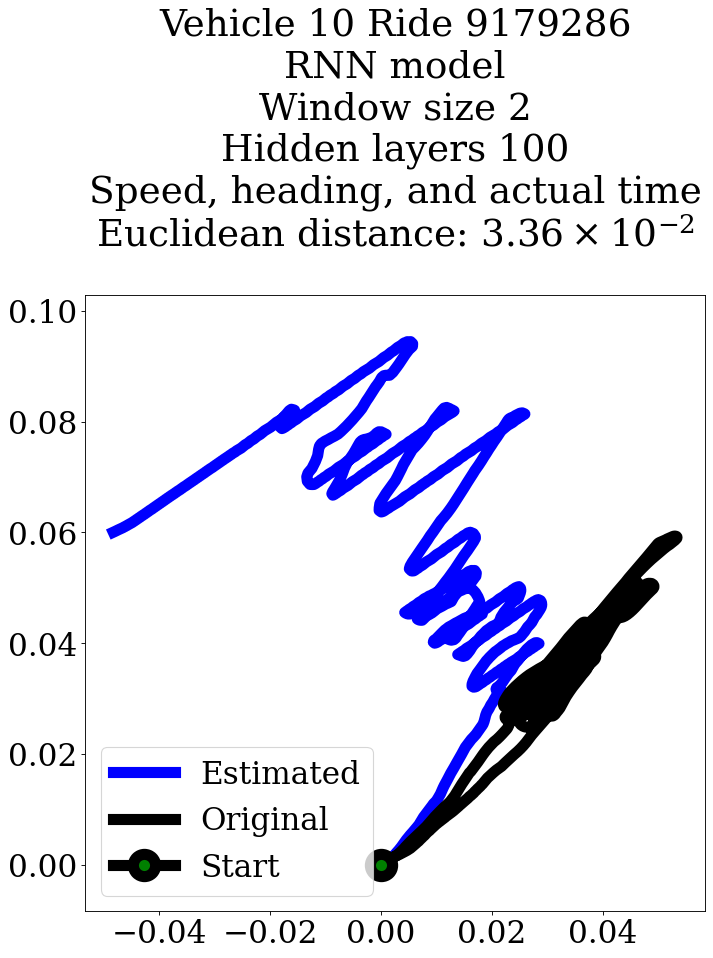 Vehicle 10 Ride 9179286
RNN model
Window size 2
Hidden layers 100
Speed, heading, and actual time
Euclidean distance: 3.36 × 10⁻²
0.10
0.08
0.06
0.04
0.02
0.00
Estimated
Original
Start
−0.04 −0.02 0.00 0.02 0.04